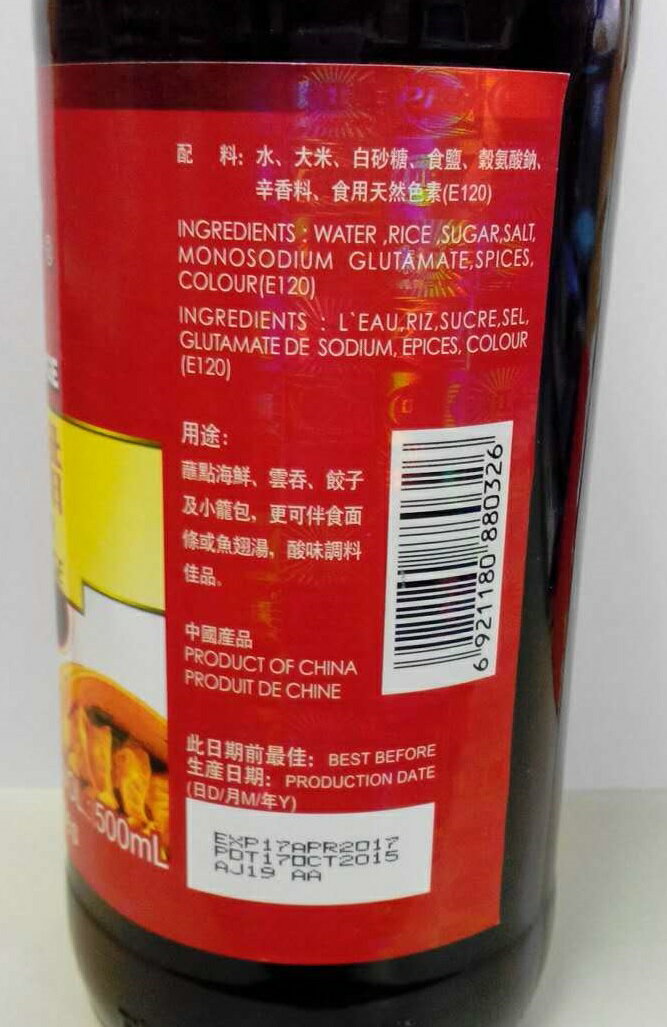 配 料: 水、大米、白砂糖、食鹽、穀氨酸鈉、
辛香料、食用天然色素(E120)
INGREDIENTS : WATER ,RICE ,SUGAR,SALT,
MONOSODIUM GLUTAMATE,SPICES,
COLOUR(E120)
INGREDIENTS : L`EAU,RIZ,SUCRE,SEL,
GLUTAMATE DE SODIUM, ÉPICES, COLOUR
(E120)
用途:
蘸點海鮮、雲吞、餃子
及小籠包，更可伴食面
條或魚翅湯，酸味調料
佳品。
6 921180 880326
中國産品
PRODUCT OF CHINA
PRODUIT DE CHINE
此日期前最佳: BEST BEFORE
生産日期: PRODUCTION DATE
(日D/月M/年Y)
500mL
EXP17APR2017
PDT17OCT2015
AJ19 AA